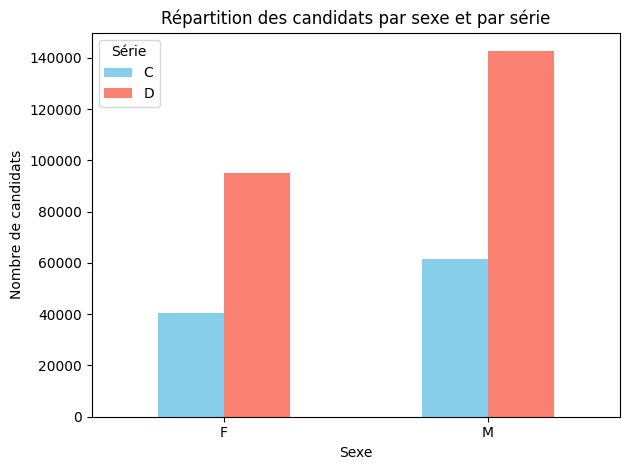 Répartition des candidats par sexe et par série
Série
C
D
140000
120000
100000
80000
60000
40000
20000
0
Nombre de candidats
F
M
Sexe